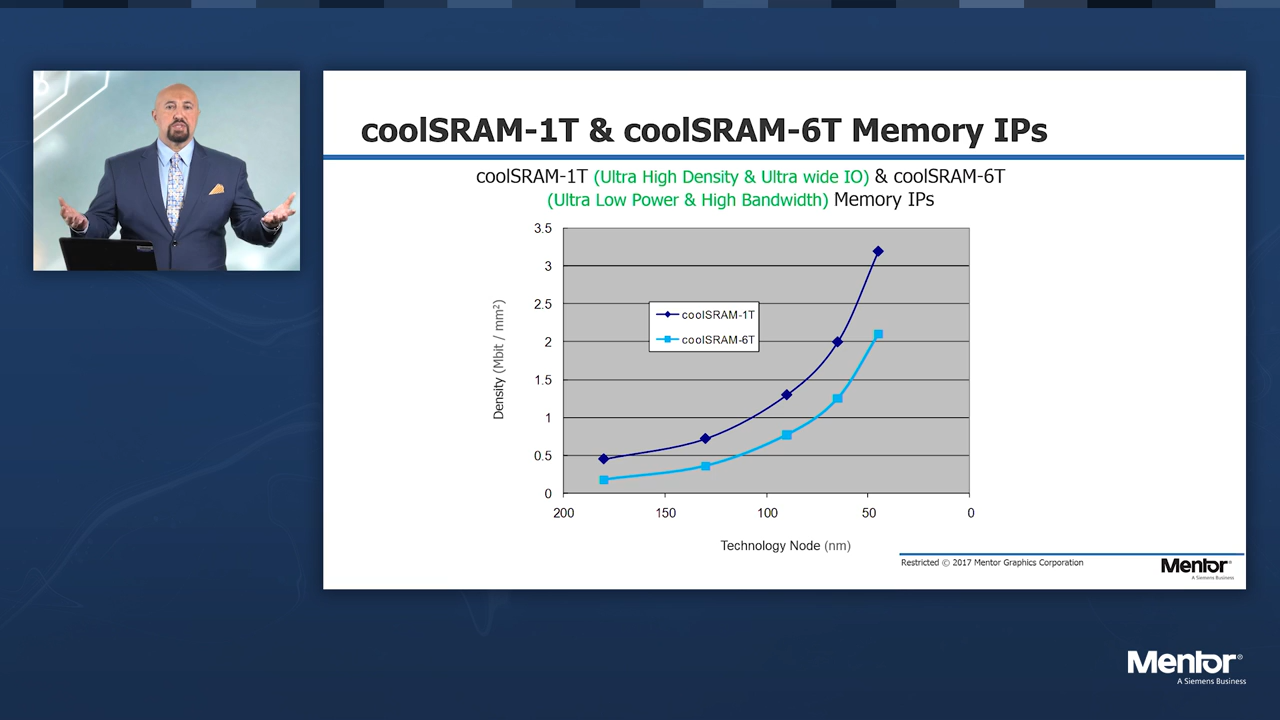 coolSRAM-1T & coolSRAM-6T Memory IPs
coolSRAM-1T (Ultra High Density & Ultra wide IO) & coolSRAM-6T
(Ultra Low Power & High Bandwidth) Memory IPs
3.5
3
2.5
2
1.5
1
0.5
0
Density (Mbit / mm²)
coolSRAM-1T
coolSRAM-6T
200 150 100 50 0
Technology Node (nm)
Restricted © 2017 Mentor Graphics Corporation
Mentor®
A Siemens Business
Mentor®
A Siemens Business